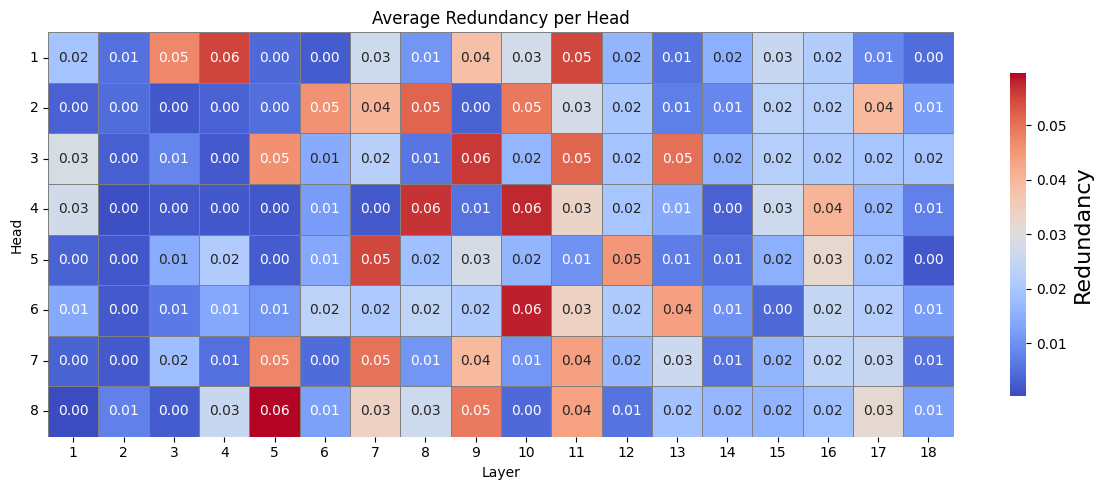 Average Redundancy per Head
1 0.02 0.01 0.05 0.06 0.00 0.00 0.03 0.01 0.04 0.03 0.05 0.02 0.01 0.02 0.03 0.02 0.01 0.00
2 0.00 0.00 0.00 0.00 0.00 0.05 0.04 0.05 0.00 0.05 0.03 0.02 0.01 0.01 0.02 0.02 0.04 0.01
3 0.03 0.00 0.01 0.00 0.05 0.01 0.02 0.01 0.06 0.02 0.05 0.02 0.05 0.02 0.02 0.02 0.02 0.02
4 0.03 0.00 0.00 0.00 0.00 0.01 0.00 0.06 0.01 0.06 0.03 0.02 0.01 0.00 0.03 0.04 0.02 0.01
5 0.00 0.00 0.01 0.02 0.00 0.01 0.05 0.02 0.03 0.02 0.01 0.05 0.01 0.01 0.02 0.03 0.02 0.00
6 0.01 0.00 0.01 0.01 0.01 0.02 0.02 0.02 0.02 0.06 0.03 0.02 0.04 0.01 0.00 0.02 0.02 0.01
7 0.00 0.00 0.02 0.01 0.05 0.00 0.05 0.01 0.04 0.01 0.04 0.02 0.03 0.01 0.02 0.02 0.03 0.01
8 0.00 0.01 0.00 0.03 0.06 0.01 0.03 0.03 0.05 0.00 0.04 0.01 0.02 0.02 0.02 0.02 0.03 0.01
1 2 3 4 5 6 7 8 9 10 11 12 13 14 15 16 17 18
Layer
Head
0.05
0.04
0.03
0.02
0.01
Redundancy